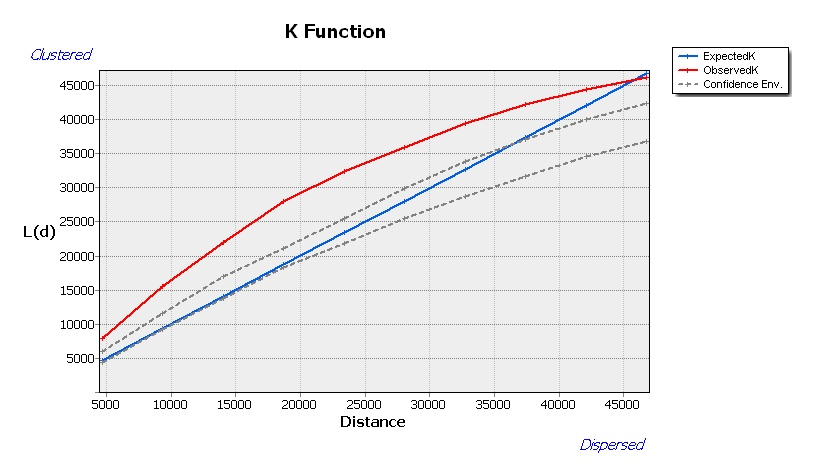 K Function
Clustered
ExpectedK
ObservedK
Confidence Env.
45000
40000
35000
30000
25000
L(d)
20000
15000
10000
5000
5000 10000 15000 20000 25000 30000 35000 40000 45000
Distance
Dispersed